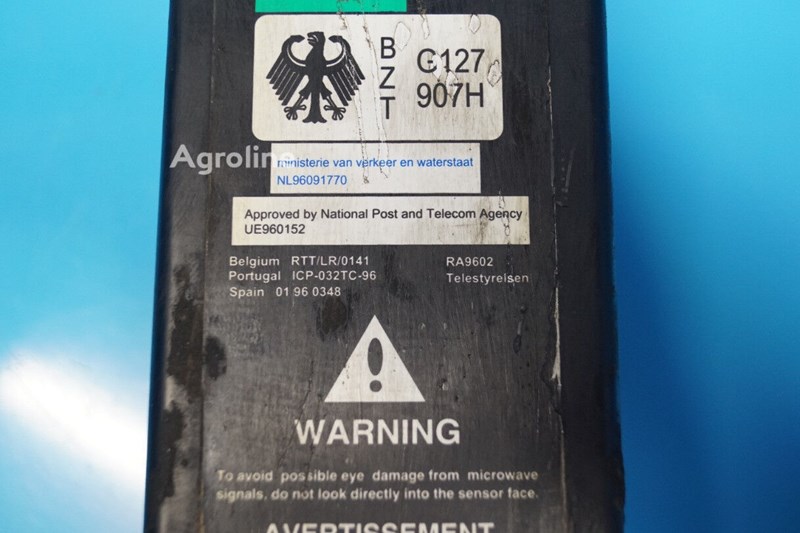 BZT
G127
907H
Agroline
ministerie van verkeer en waterstaat
NL96091770
Approved by National Post and Telecom Agency
UE960152
Belgium RTT/LR/0141
Portugal ICP-032TC-96
Spain 01 96 0348
RA9602
Telestyrelsen
WARNING
To avoid possible eye damage from microwave
signals, do not look directly into the sensor face.
AVERTISSEMENT